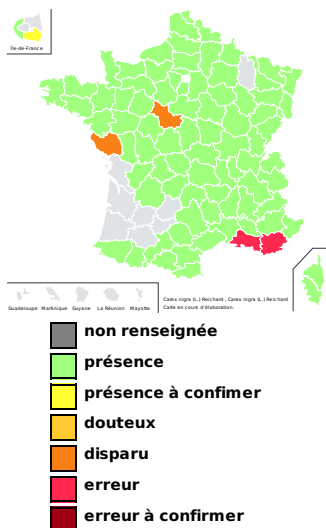 Île-de-France
Guadeloupe Martinique Guyane La Réunion Mayotte
Carex nigra (L.) Reichard , Carex nigra (L.) Reichard
Carte en cours d'élaboration.
non renseignée
présence
présence à confimer
douteux
disparu
erreur
erreur à confirmer